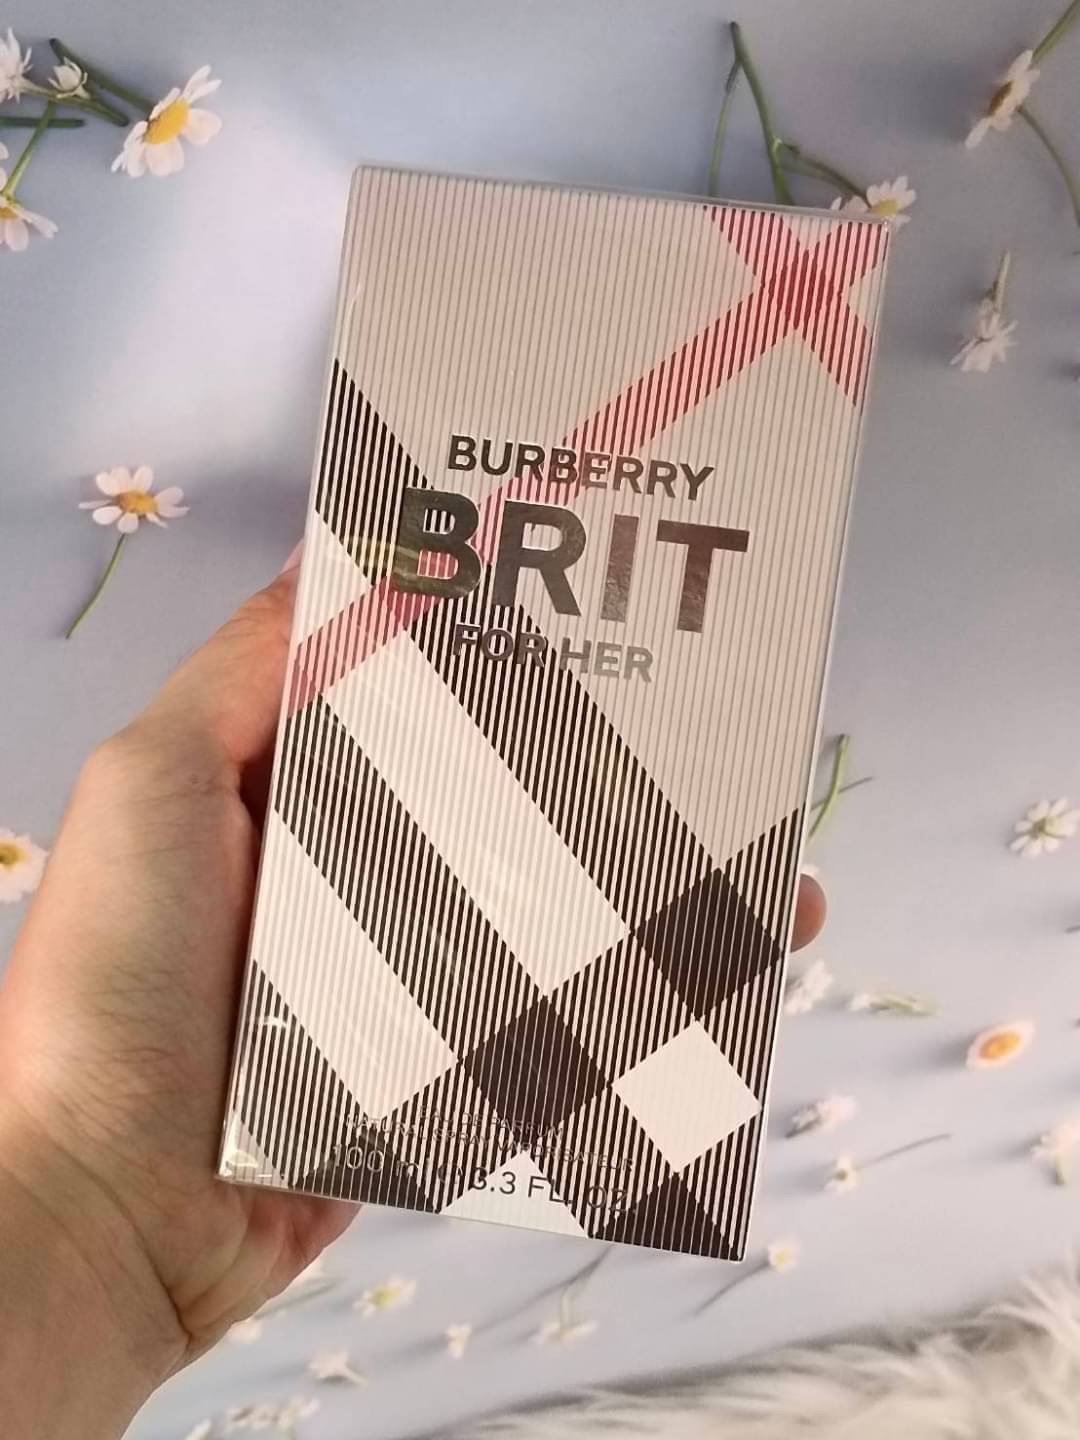 BURBERRY
BRIT
FOR HER
EAU DE PARFUM
NATURAL SPRAY VAPORISATEUR
100 ml ℮ 3.3 FL. OZ.